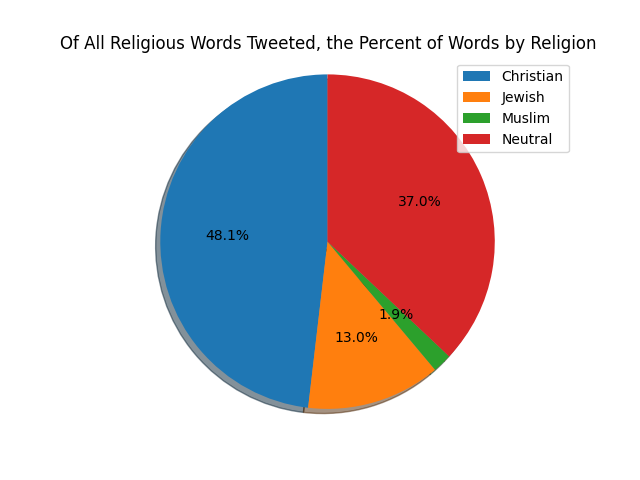 Of All Religious Words Tweeted, the Percent of Words by Religion
Christian
Jewish
Muslim
Neutral
37.0%
48.1%
1.9%
13.0%